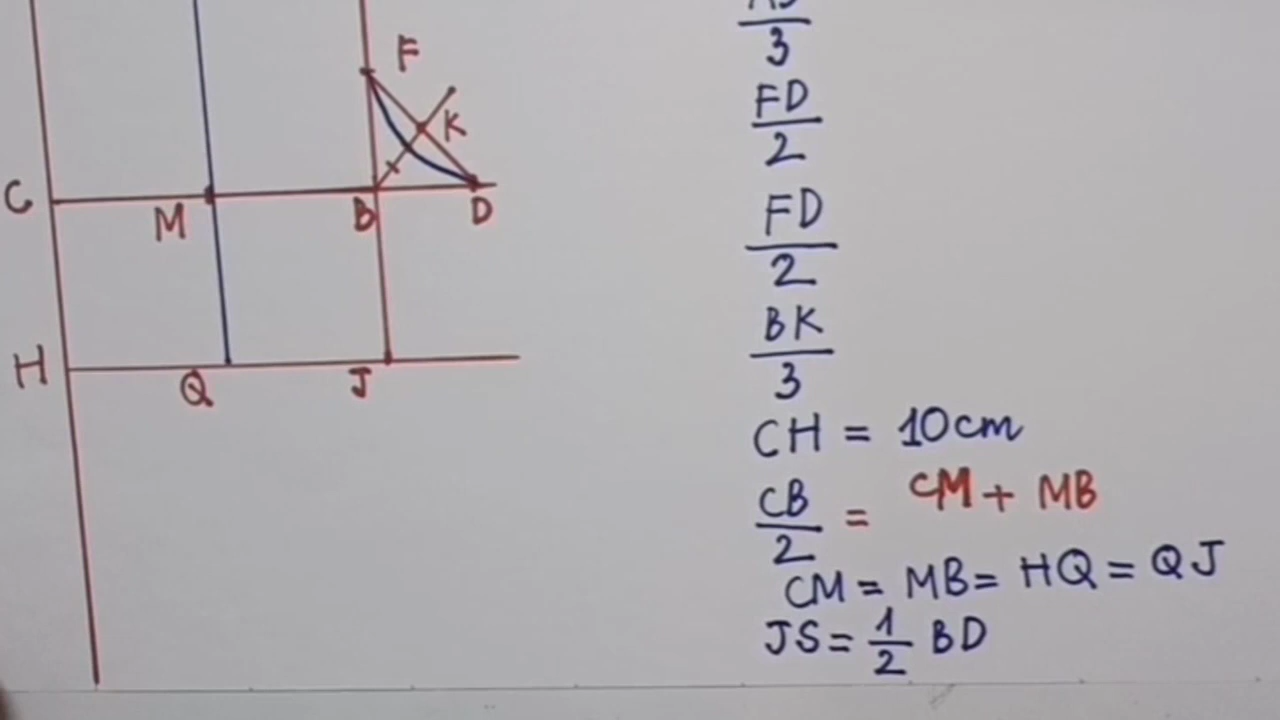 F
K
C
M
B
D
H
Q
J
3
FD
2
FD
2
BK
3
CH = 10cm
CB
2
= CM + MB
CM = MB = HQ = QJ
JS = 1/2 BD